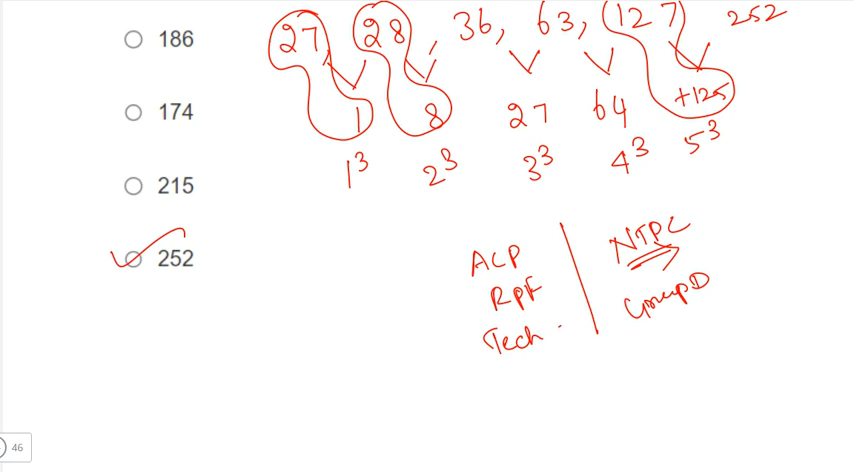 186
174
215
252
27, 28, 36, 63, 127 252
1 8 27 64 +125
1³ 2³ 3³ 4³ 5³
ACP
RPF
Tech.
NTPC
Group D
46